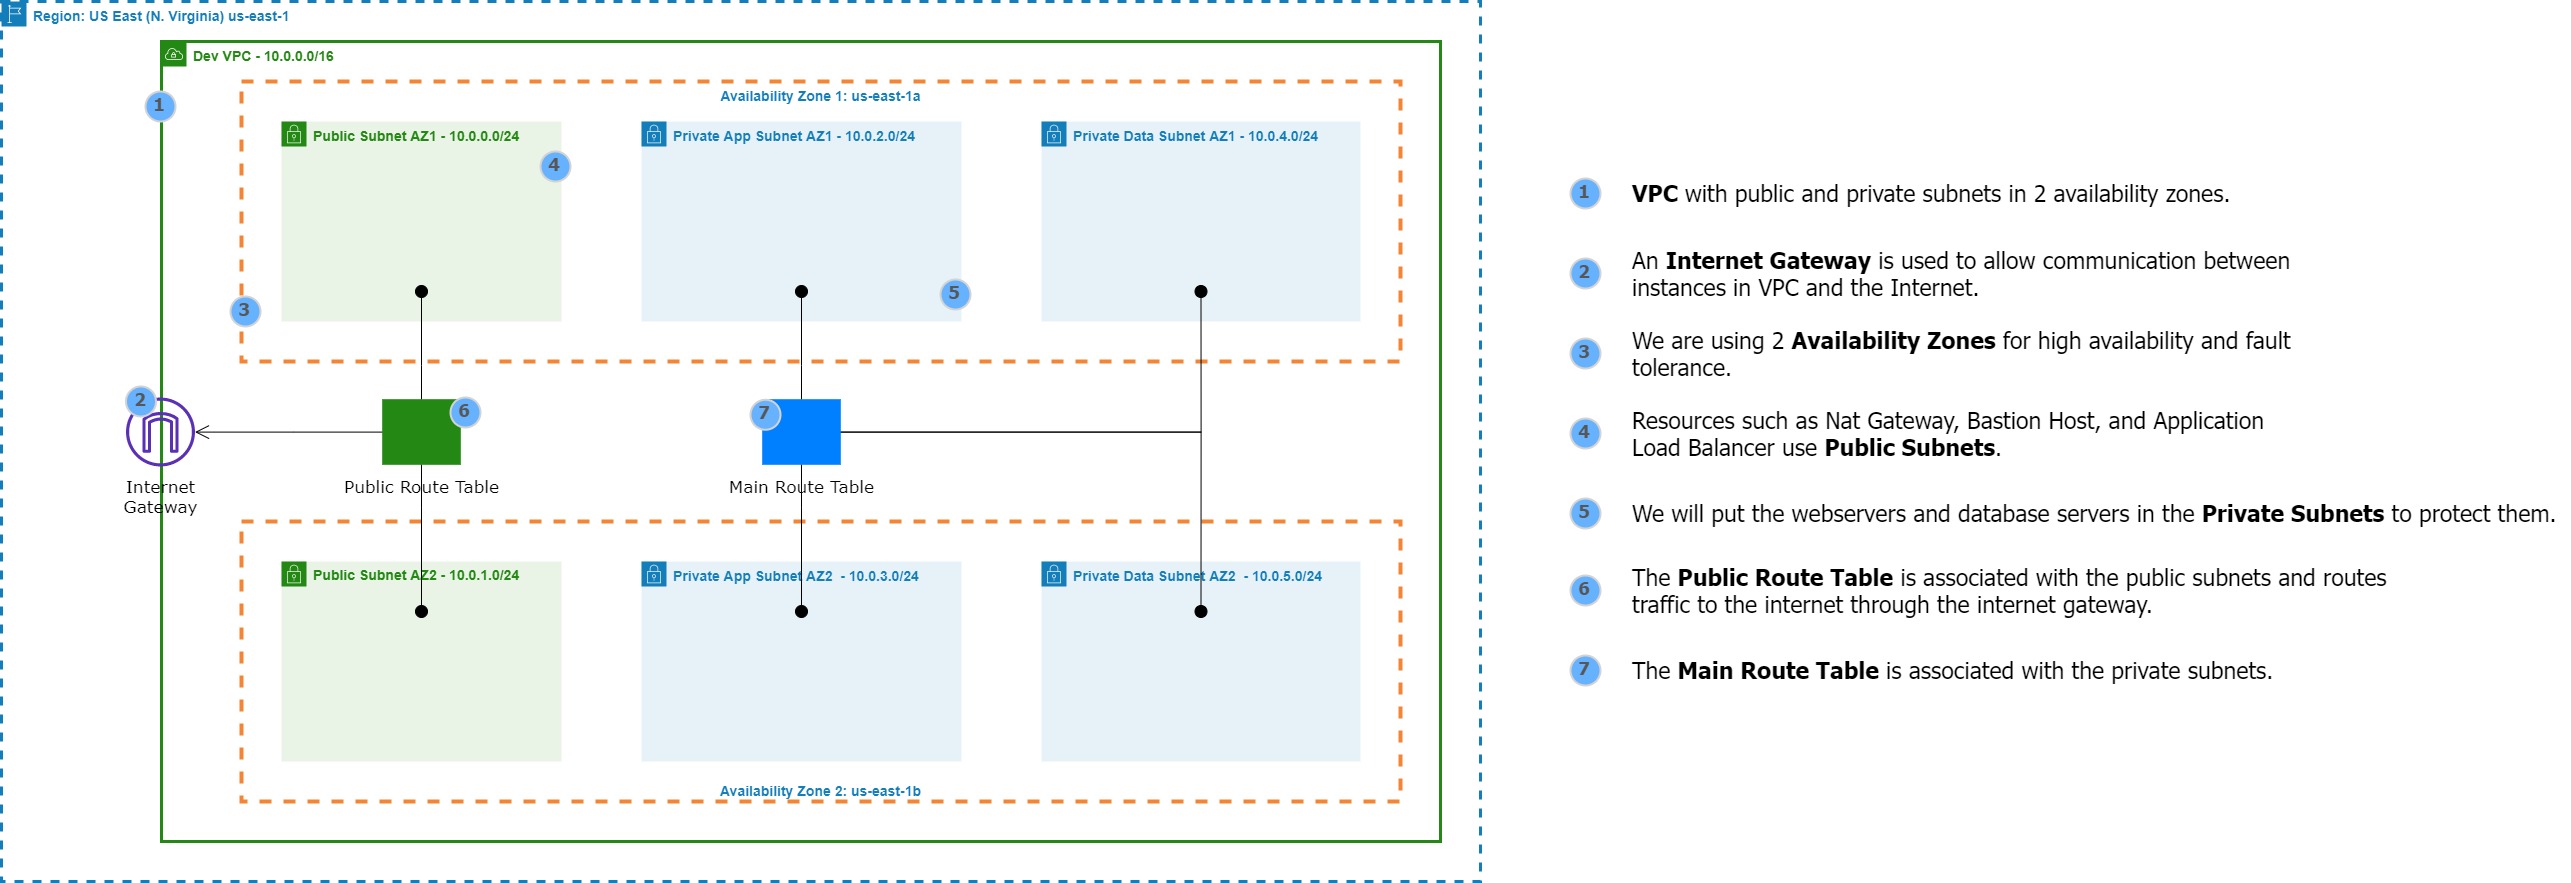 Region: US East (N. Virginia) us-east-1
Dev VPC - 10.0.0.0/16
1
Availability Zone 1: us-east-1a
Public Subnet AZ1 - 10.0.0.0/24
Private App Subnet AZ1 - 10.0.2.0/24
Private Data Subnet AZ1 - 10.0.4.0/24
4
5
3
2
6
7
Internet
Gateway
Public Route Table
Main Route Table
Public Subnet AZ2 - 10.0.1.0/24
Private App Subnet AZ2 - 10.0.3.0/24
Private Data Subnet AZ2 - 10.0.5.0/24
Availability Zone 2: us-east-1b
1 VPC with public and private subnets in 2 availability zones.
2 An Internet Gateway is used to allow communication between
instances in VPC and the Internet.
3 We are using 2 Availability Zones for high availability and fault
tolerance.
4 Resources such as Nat Gateway, Bastion Host, and Application
Load Balancer use Public Subnets.
5 We will put the webservers and database servers in the Private Subnets to protect them.
6 The Public Route Table is associated with the public subnets and routes
traffic to the internet through the internet gateway.
7 The Main Route Table is associated with the private subnets.